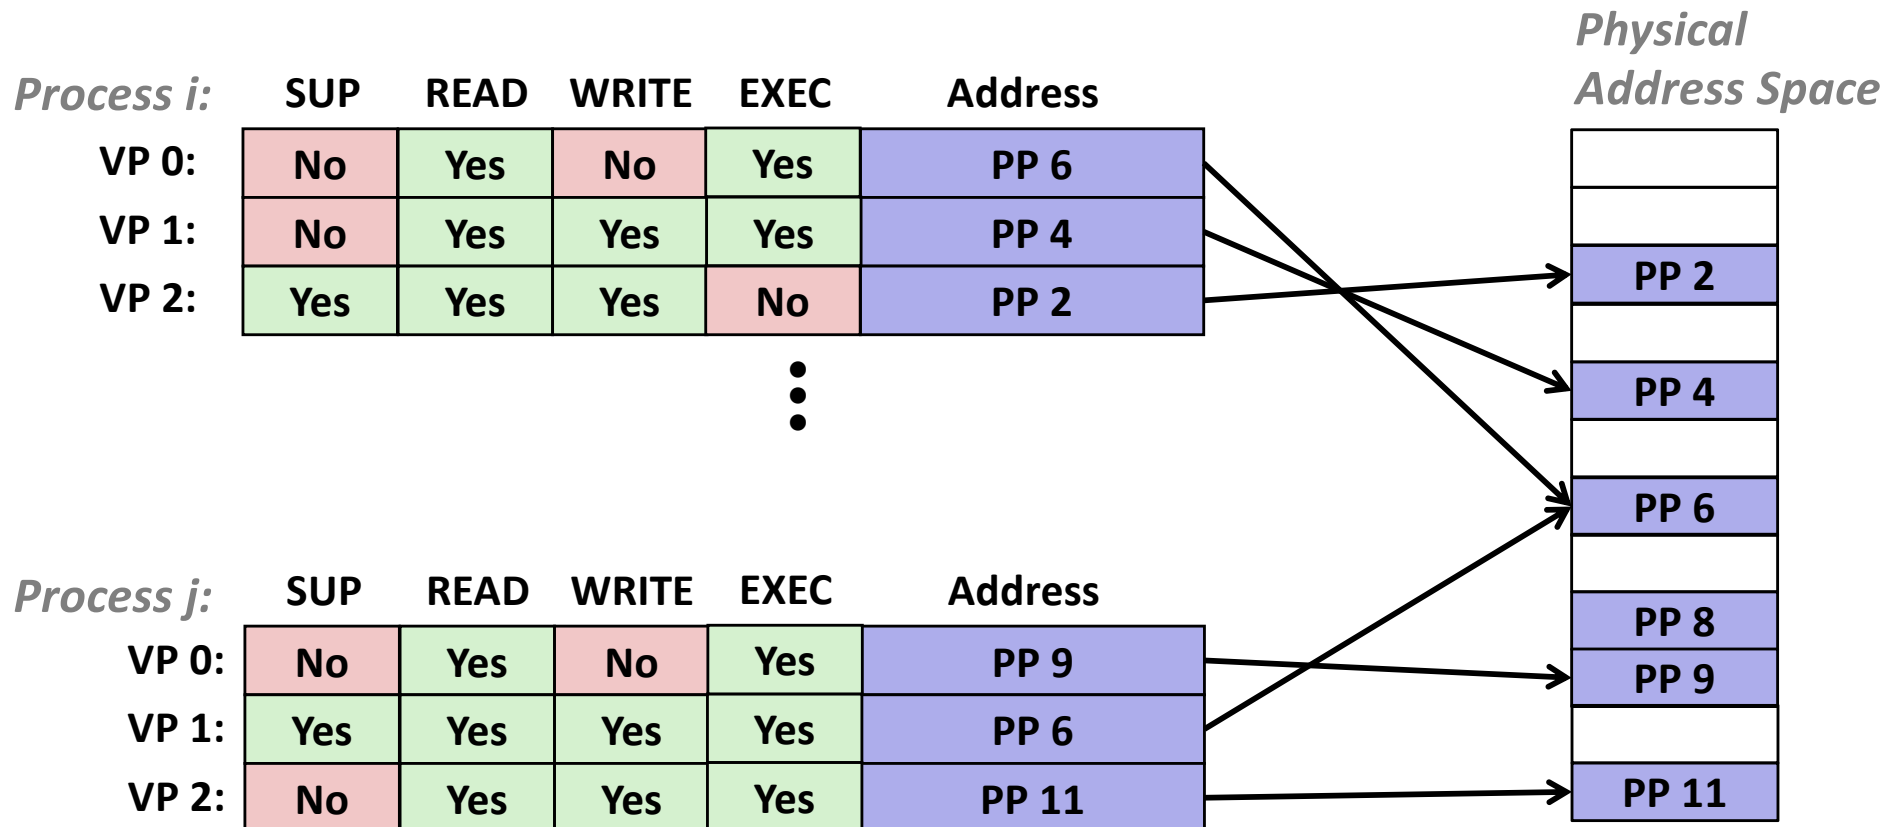 Physical
Address Space
Process i: SUP READ WRITE EXEC Address
VP 0: No Yes No Yes PP 6
VP 1: No Yes Yes Yes PP 4
VP 2: Yes Yes Yes No PP 2
PP 2
PP 4
PP 6
PP 8
PP 9
PP 11
Process j: SUP READ WRITE EXEC Address
VP 0: No Yes No Yes PP 9
VP 1: Yes Yes Yes Yes PP 6
VP 2: No Yes Yes Yes PP 11